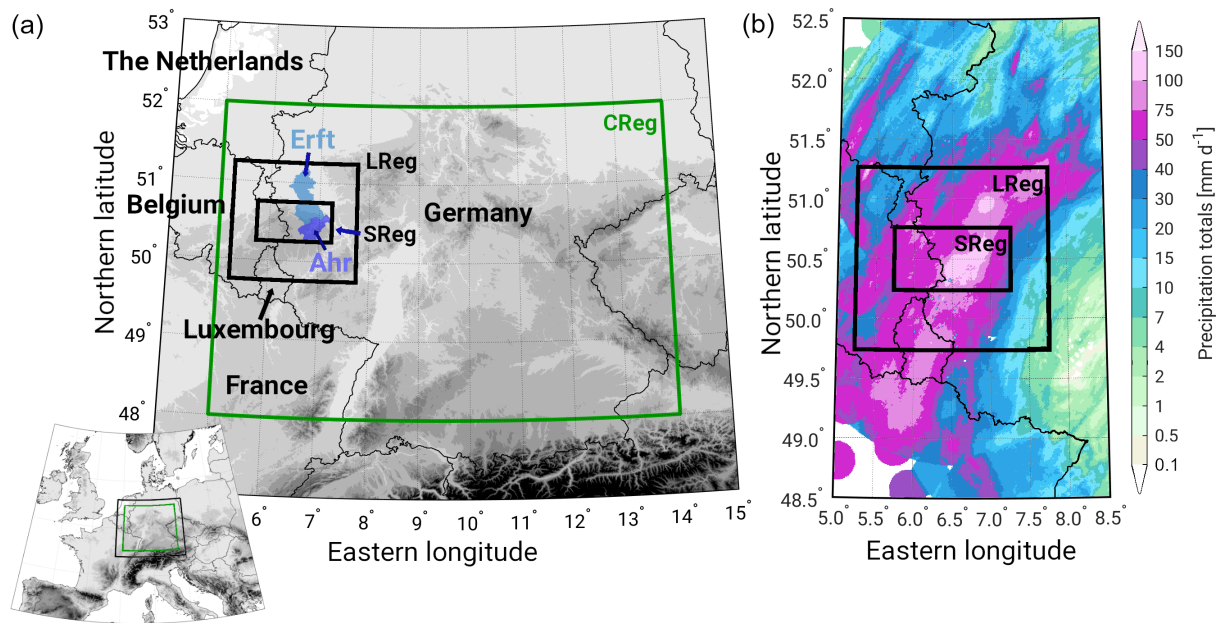 (a)
53°
52°
51°
50°
49°
48°
Northern latitude
The Netherlands
CReg
Erft
LReg
Belgium
Germany
SReg
Ahr
Luxembourg
France
6° 7° 8° 9° 10° 11° 12° 13° 14° 15°
Eastern longitude
(b)
52.5°
52.0°
51.5°
51.0°
50.5°
50.0°
49.5°
49.0°
48.5°
Northern latitude
LReg
SReg
5.0° 5.5° 6.0° 6.5° 7.0° 7.5° 8.0° 8.5°
Eastern longitude
150
100
75
50
40
30
20
15
10
7
4
2
1
0.5
0.1
Precipitation totals [mm d⁻¹]